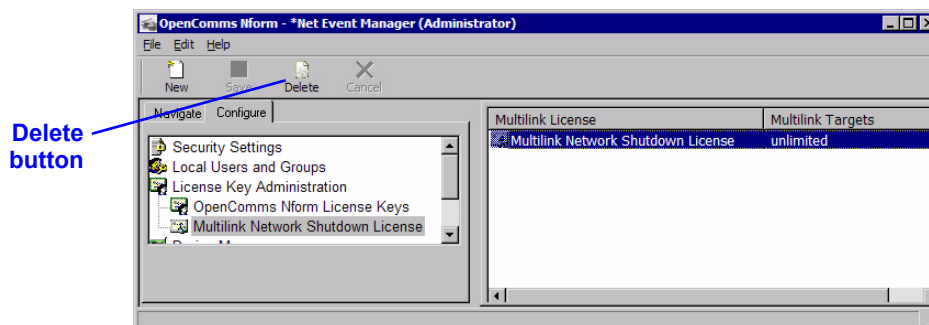 OpenComms Nform - *Net Event Manager (Administrator)
File Edit Help
New Save Delete Cancel
Navigate Configure
Delete button
Security Settings
Local Users and Groups
License Key Administration
OpenComms Nform License Keys
Multilink Network Shutdown License
Multilink License Multilink Targets
Multilink Network Shutdown License unlimited